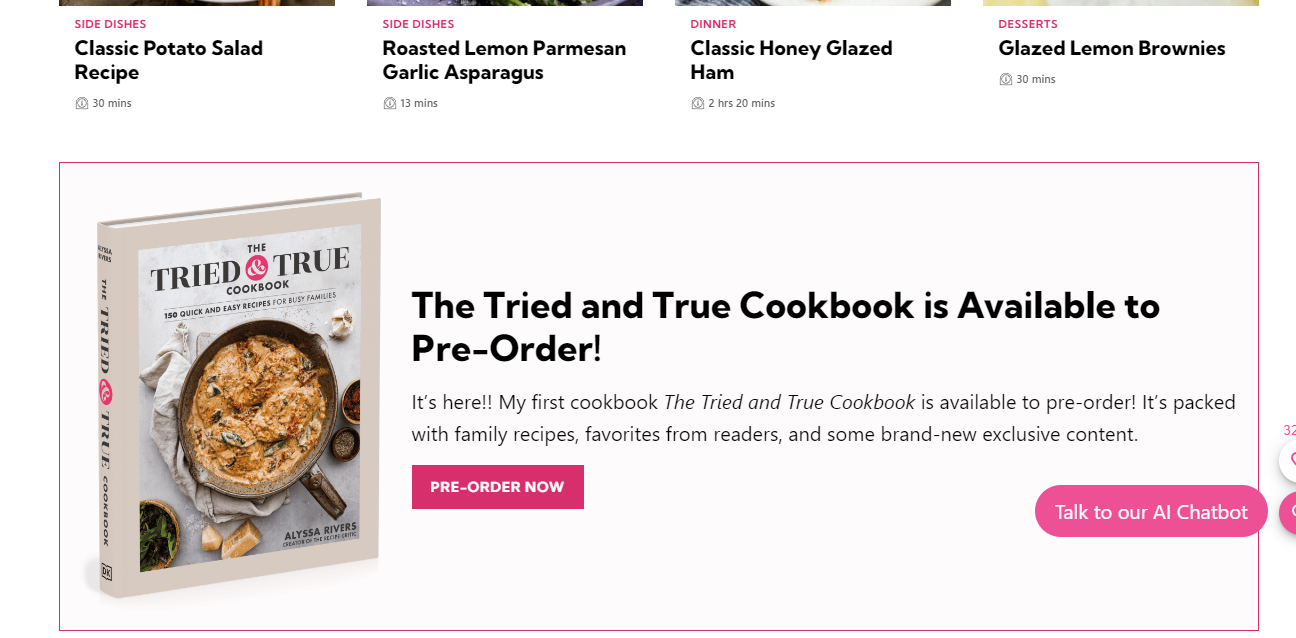 SIDE DISHES
Classic Potato Salad
Recipe
30 mins
SIDE DISHES
Roasted Lemon Parmesan
Garlic Asparagus
13 mins
DINNER
Classic Honey Glazed
Ham
2 hrs 20 mins
DESSERTS
Glazed Lemon Brownies
30 mins
ALYSSA
RIVERS
THE TRIED & TRUE COOKBOOK
DK
THE
TRIED & TRUE
COOKBOOK
150 QUICK AND EASY RECIPES FOR BUSY FAMILIES
ALYSSA RIVERS
CREATOR OF THE RECIPE CRITIC
The Tried and True Cookbook is Available to
Pre-Order!
It's here!! My first cookbook The Tried and True Cookbook is available to pre-order! It's packed
with family recipes, favorites from readers, and some brand-new exclusive content.
PRE-ORDER NOW
32
Talk to our AI Chatbot